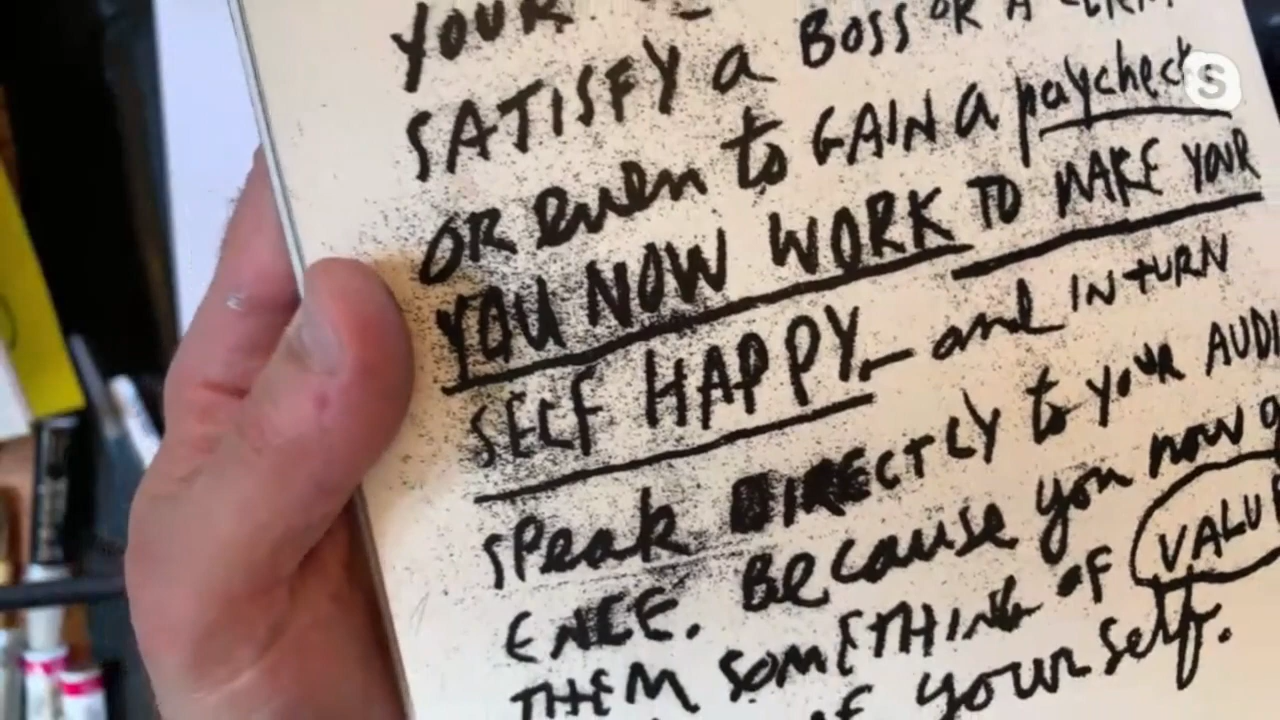 YOUR
SATISFY a BOSS OR A
OR even to GAIN a paycheck
YOU NOW WORK TO MAKE YOUR
SELF HAPPY. and IN TURN
SPeak DIRECTLY to YOUR AUDI
ENCE. Because you now
THEM SOMETHING OF VALUE
of yourself.
S